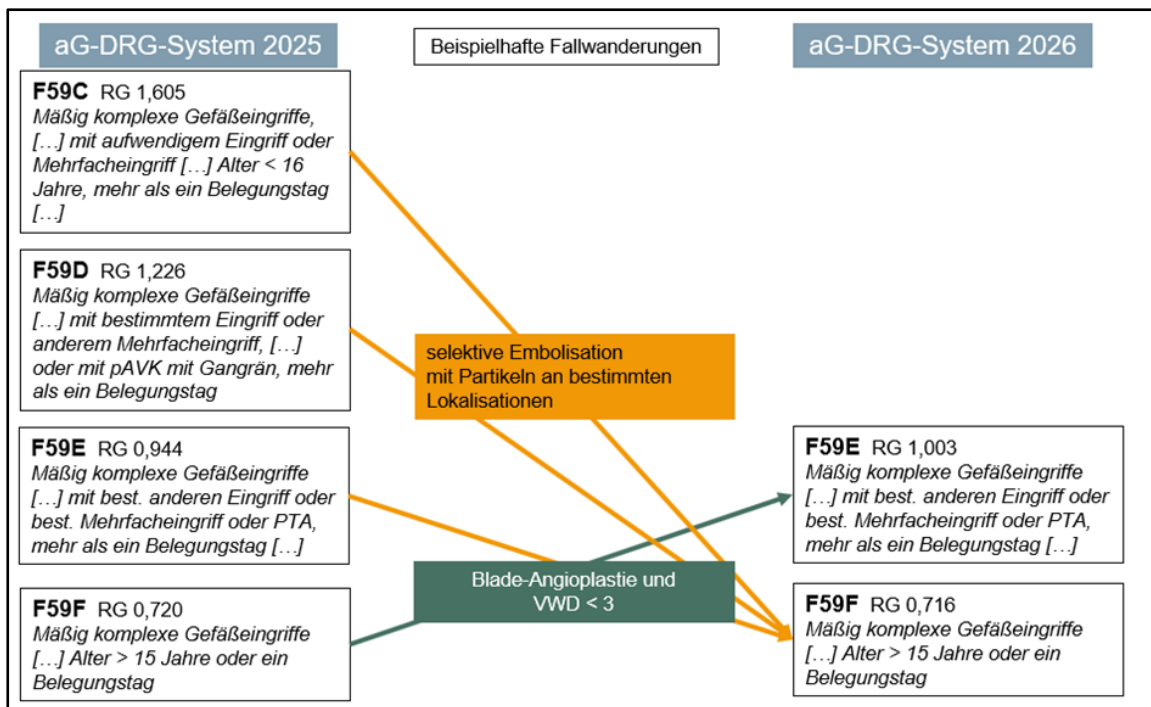 aG-DRG-System 2025
Beispielhafte Fallwanderungen
aG-DRG-System 2026
F59C RG 1,605
Mäßig komplexe Gefäßeingriffe,
[…] mit aufwendigem Eingriff oder
Mehrfacheingriff […] Alter < 16
Jahre, mehr als ein Belegungstag
[…]
F59D RG 1,226
Mäßig komplexe Gefäßeingriffe
[…] mit bestimmtem Eingriff oder
anderem Mehrfacheingriff, […]
oder mit pAVK mit Gangrän, mehr
als ein Belegungstag
F59E RG 0,944
Mäßig komplexe Gefäßeingriffe
[…] mit best. anderen Eingriff oder
best. Mehrfacheingriff oder PTA,
mehr als ein Belegungstag […]
F59F RG 0,720
Mäßig komplexe Gefäßeingriffe
[…] Alter > 15 Jahre oder ein
Belegungstag
selektive Embolisation
mit Partikeln an bestimmten
Lokalisationen
Blade-Angioplastie und
VWD < 3
F59E RG 1,003
Mäßig komplexe Gefäßeingriffe
[…] mit best. anderen Eingriff oder
best. Mehrfacheingriff oder PTA,
mehr als ein Belegungstag […]
F59F RG 0,716
Mäßig komplexe Gefäßeingriffe
[…] Alter > 15 Jahre oder ein
Belegungstag